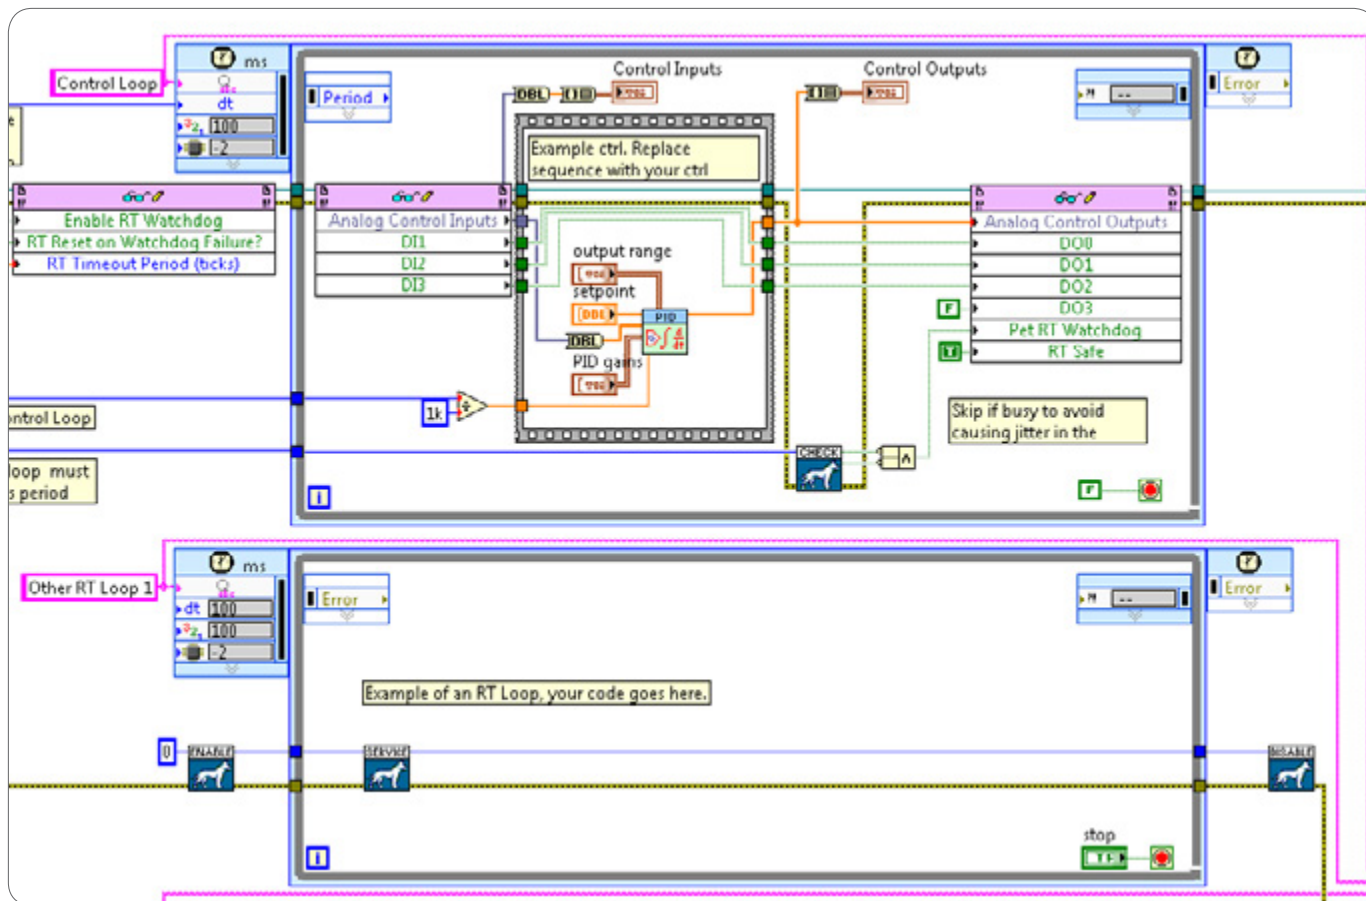 Control Loop
ms
dt
100
-2
Period
Control Inputs
Control Outputs
DBL
Error
--
Example ctrl. Replace
sequence with your ctrl
Enable RT Watchdog
RT Reset on Watchdog Failure?
RT Timeout Period (ticks)
Analog Control Inputs
DI1
DI2
DI3
output range
setpoint
DBL
PID
DBL
PID gains
Analog Control Outputs
DO0
DO1
DO2
DO3
Pet RT Watchdog
RT Safe
F
T
1k
ontrol Loop
Skip if busy to avoid
causing jitter in the
CHECK
loop must
s period
i
F
Other RT Loop 1
ms
dt 100
100
-2
Error
--
Error
Example of an RT Loop, your code goes here.
0
ENABLE
SERVICE
DISABLE
stop
TF
i